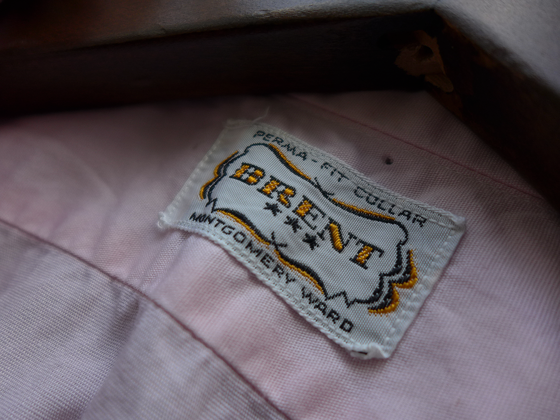 PERMA-FIT COLLAR
BRENT
★★★
MONTGOMERY WARD